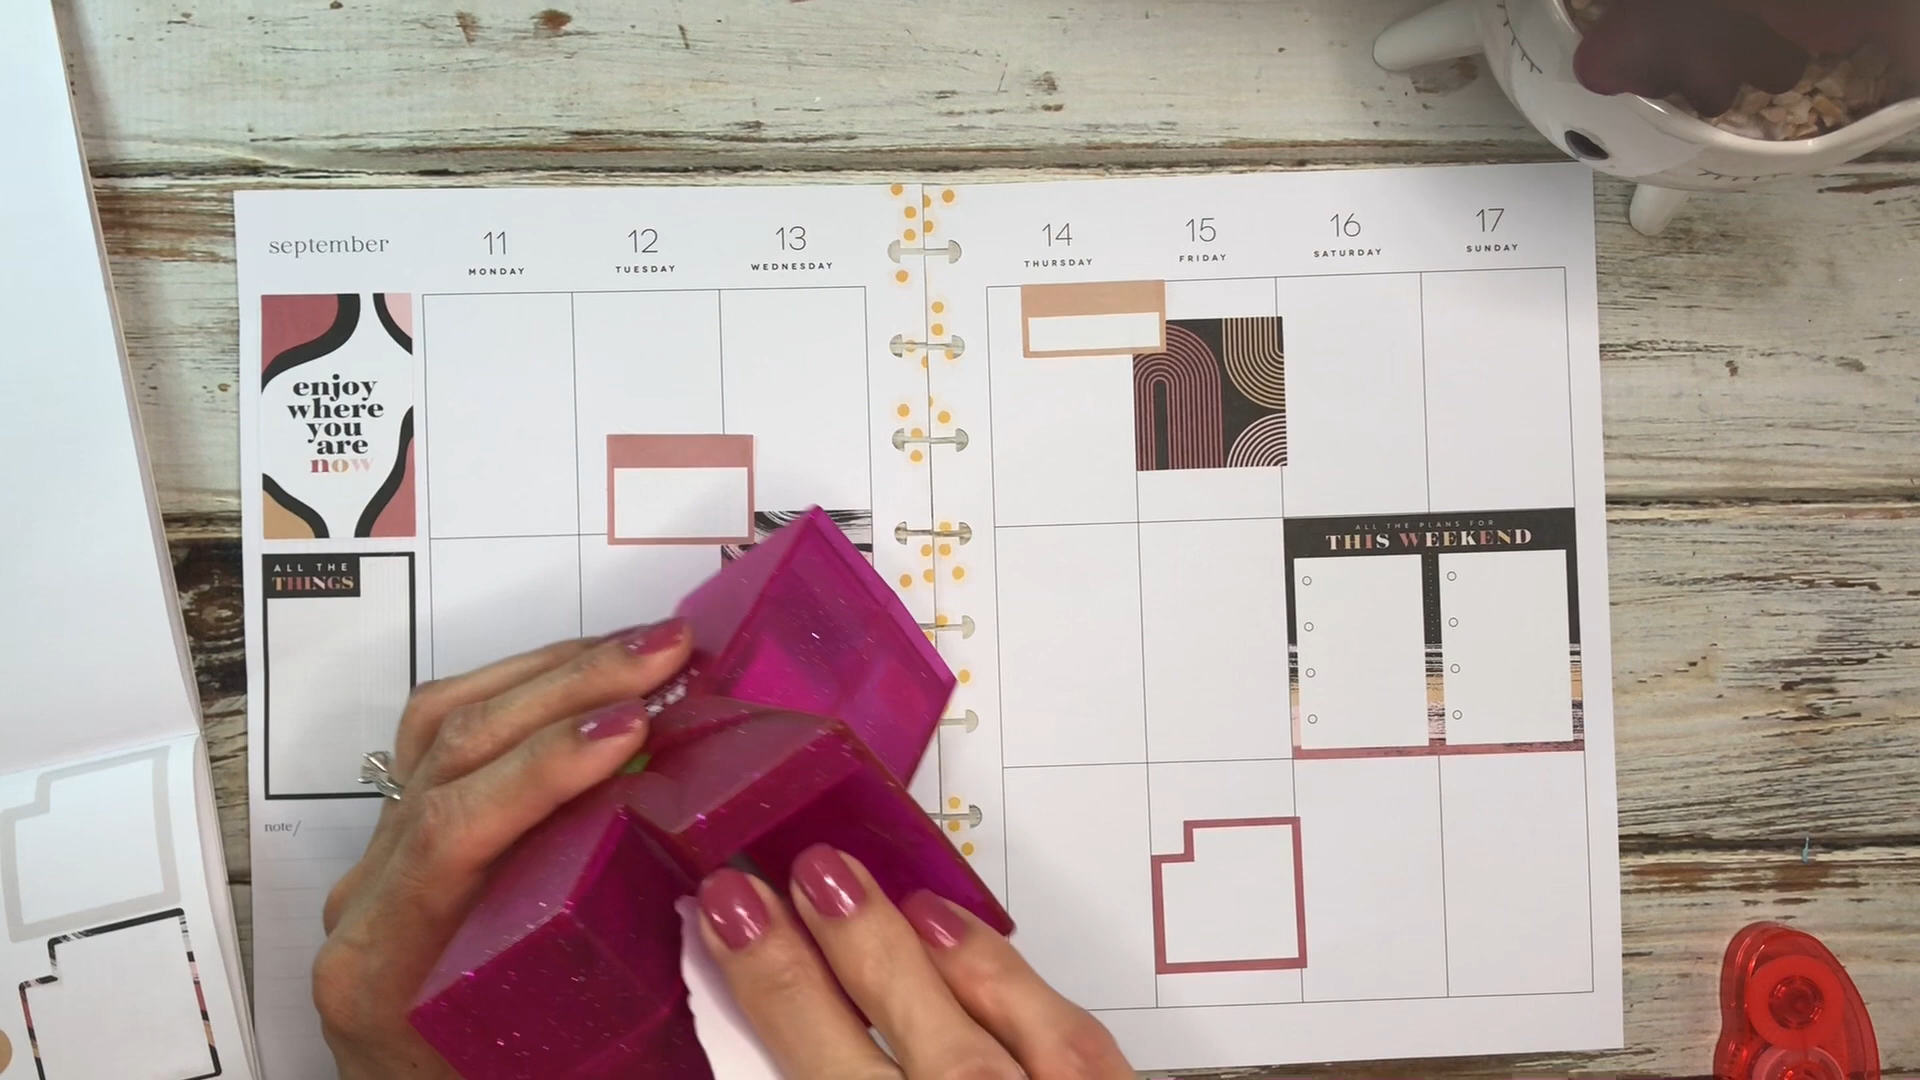 september
11
MONDAY
12
TUESDAY
13
WEDNESDAY
14
THURSDAY
15
FRIDAY
16
SATURDAY
17
SUNDAY
enjoy
where
you
are
now
ALL THE
THINGS
note/
ALL THE PLANS FOR
THIS WEEKEND